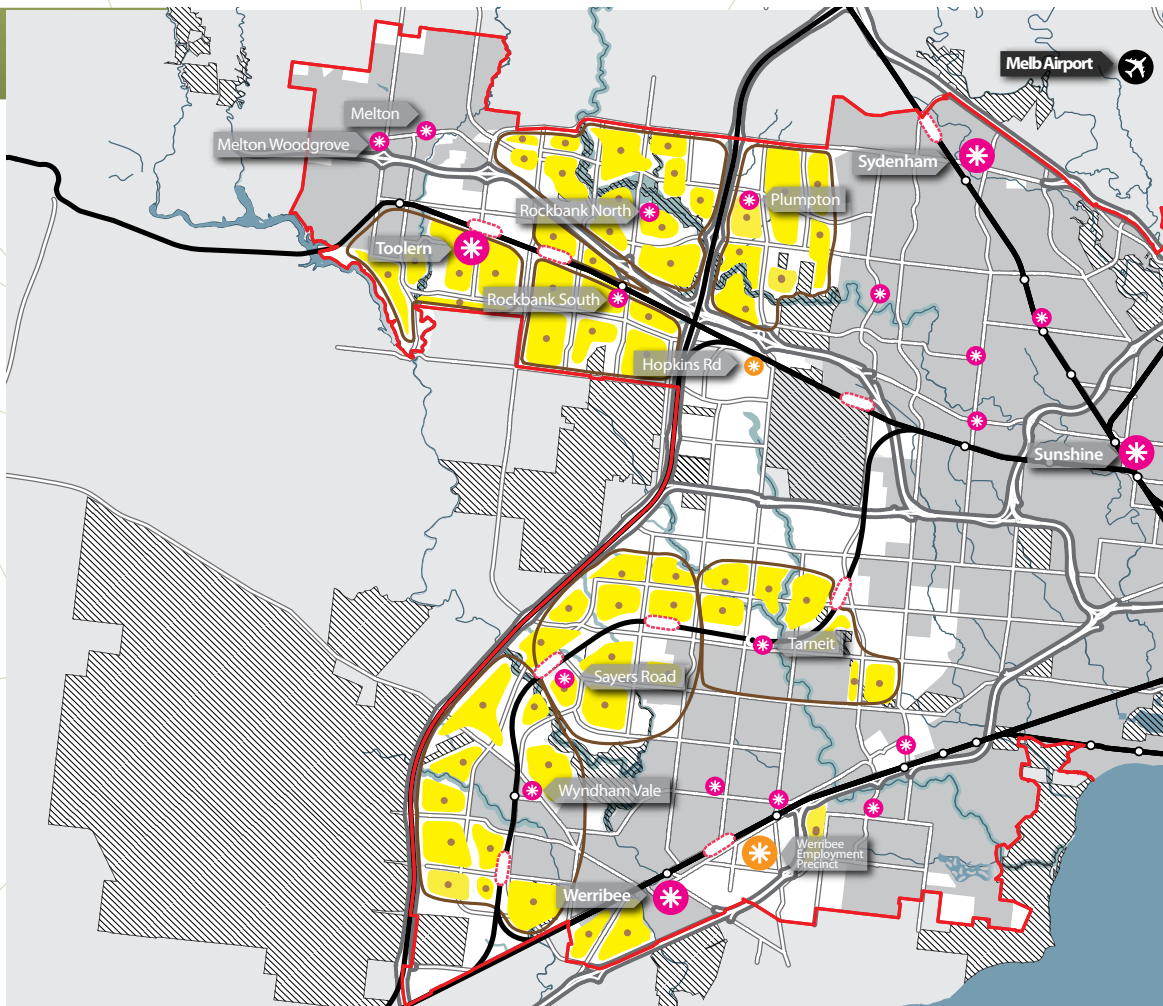 Melb Airport
Melton
Melton Woodgrove
Sydenham
Rockbank North
Plumpton
Toolern
Rockbank South
Hopkins Rd
Sunshine
Tarneit
Sayers Road
Wyndham Vale
Werribee
Employment
Precinct
Werribee